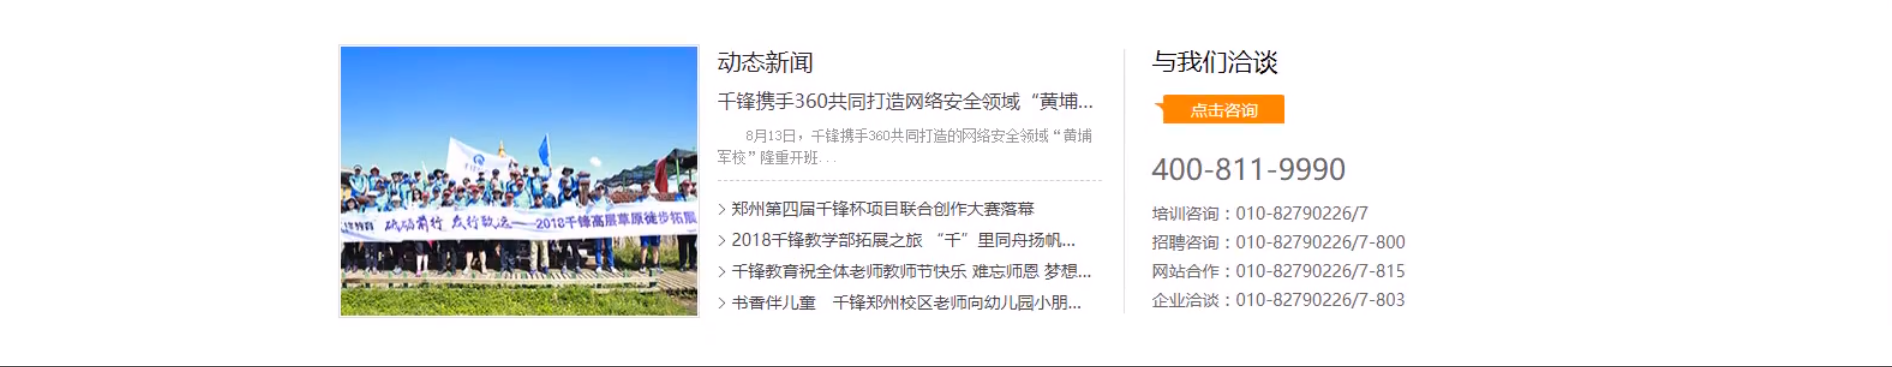 砥砺前行 众行致远——2018千锋高层草原徒步拓展
动态新闻
千锋携手360共同打造网络安全领域“黄埔...
8月13日，千锋携手360共同打造的网络安全领域“黄埔
军校”隆重开班...
郑州第四届千锋杯项目联合创作大赛落幕
2018千锋教学部拓展之旅 “千”里同舟扬帆...
千锋教育祝全体老师教师节快乐 难忘师恩 梦想...
书香伴儿童 千锋郑州校区老师向幼儿园小朋...
与我们洽谈
点击咨询
400-811-9990
培训咨询：010-82790226/7
招聘咨询：010-82790226/7-800
网站合作：010-82790226/7-815
企业洽谈：010-82790226/7-803